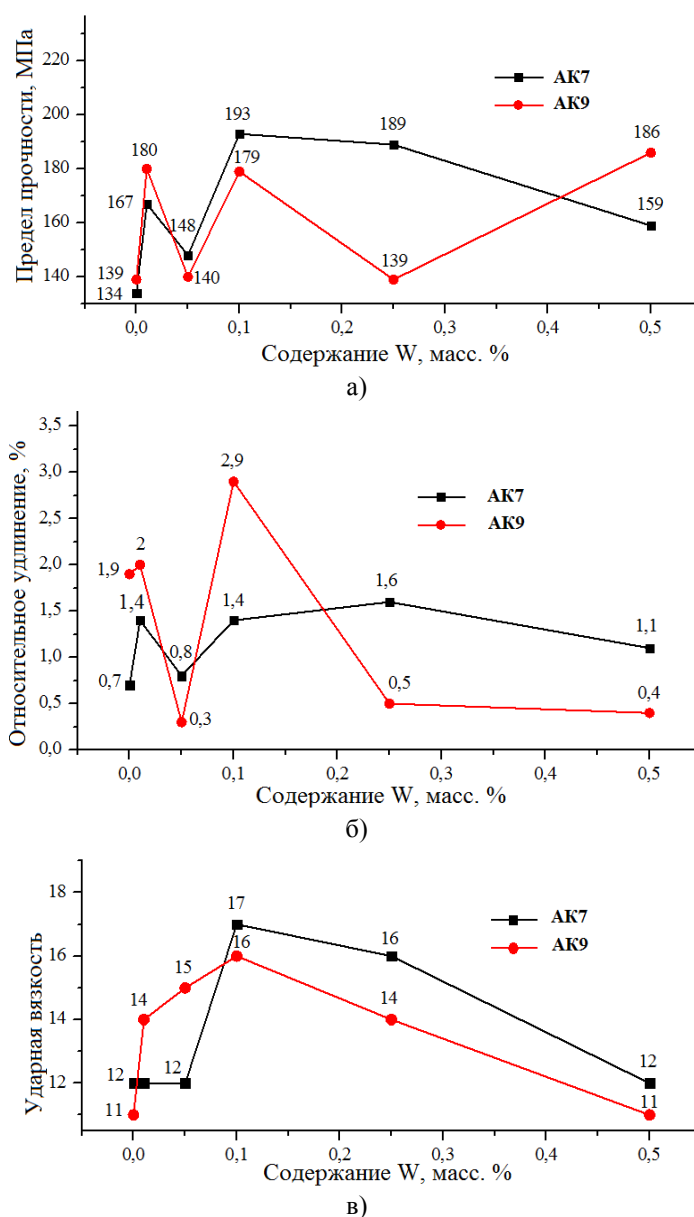 Предел прочности, МПа
220
200
180
160
140
АК7
АК9
193
189
186
180
179
167
159
148
139
140
139
134
0,0 0,1 0,2 0,3 0,4 0,5
Содержание W, масс. %
а)
Относительное удлинение, %
3,5
3,0
2,5
2,0
1,5
1,0
0,5
0,0
АК7
АК9
2,9
2
1,9
1,4
1,4
1,6
1,1
0,8
0,7
0,3
0,5
0,4
0,0 0,1 0,2 0,3 0,4 0,5
Содержание W, масс. %
б)
Ударная вязкость
18
16
14
12
АК7
АК9
17
16
16
15
14
14
12
12
12
11
11
0,0 0,1 0,2 0,3 0,4 0,5
Содержание W, масс. %
в)